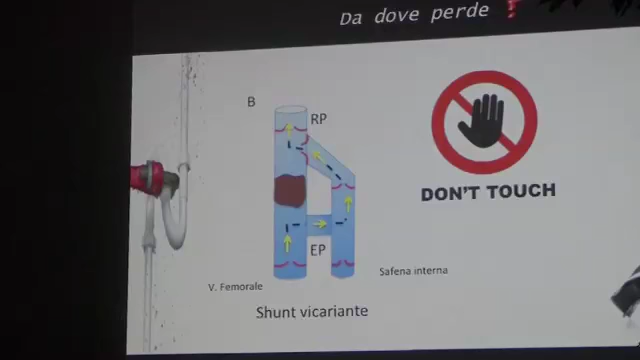 Da dove perde ?
B
RP
DON'T TOUCH
EP
Safena interna
V. Femorale
Shunt vicariante